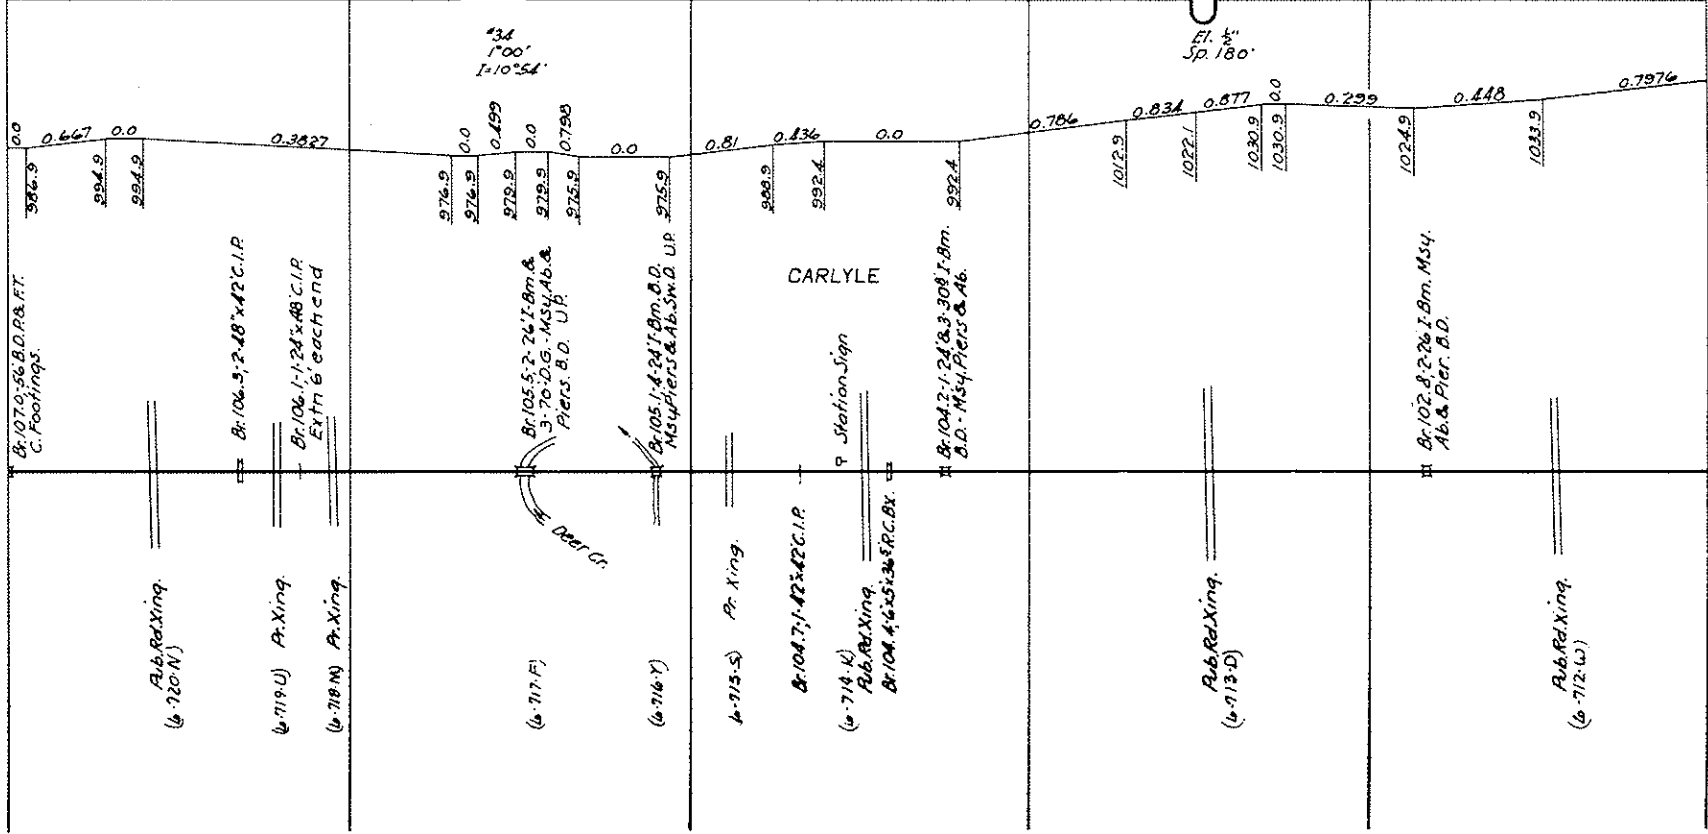 #34
1°00'
I=10°54'
El. ½"
Sp. 180'
0.0
0.667
0.0
0.3827
0.0
0.499
0.0
0.798
0.0
0.81
0.436
0.0
0.786
0.834
0.877
0.0
0.299
0.448
0.7976
986.9
994.9
994.9
976.9
976.9
979.9
979.9
975.9
975.9
988.9
992.4
992.4
1012.9
1022.1
1030.9
1030.9
1024.9
1033.9
CARLYLE
Br.107.0,-56'B.D.P.& F.T.
C. Footings.
Br.106.3,2-48"x42'C.I.P.
Br.106.1-1-24"x48'C.I.P.
Extn 6' each end
Br.105.5,2-26'I-Bm.&
3-70'D.G.-Msy.Ab.&
Piers. B.D. U.P.
Br.105.1-4-24'I-Bm.B.D.
Msy.Piers & Ab.Sw.D. U.P.
Station Sign
Br.104.2-1-24'&3-30'I-Bm.
B.D.-Msy.Piers & Ab.
Br.102.8,2-26'I-Bm. Msy.
Ab.& Pier. B.D.
Deer Cr.
Pub.Rd.Xing.
(6-720-N)
(6-719-U) Pr.Xing.
(6-718-M) Pr.Xing.
(6-717-F)
(6-716-Y)
6-715-S) Pr. Xing.
Br.104.7,1-42"x42'C.I.P.
(6-714-K)
Pub.Rd.Xing.
Br.104.4,6'x5'x36⁵'R.C.Bx.
Pub.Rd.Xing.
(6-713-D)
Pub.Rd.Xing.
(6-712-W)